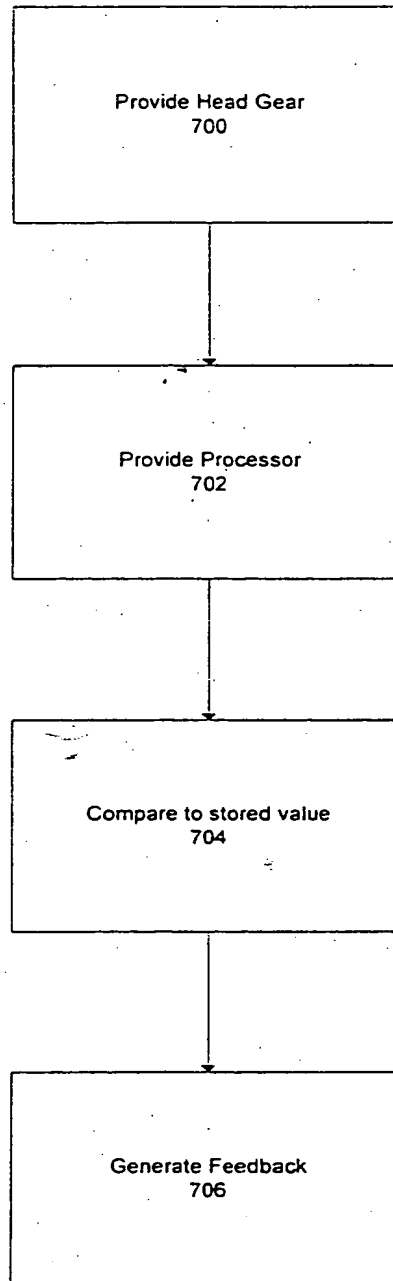 Provide Head Gear
700
Provide Processor
702
Compare to stored value
704
Generate Feedback
706